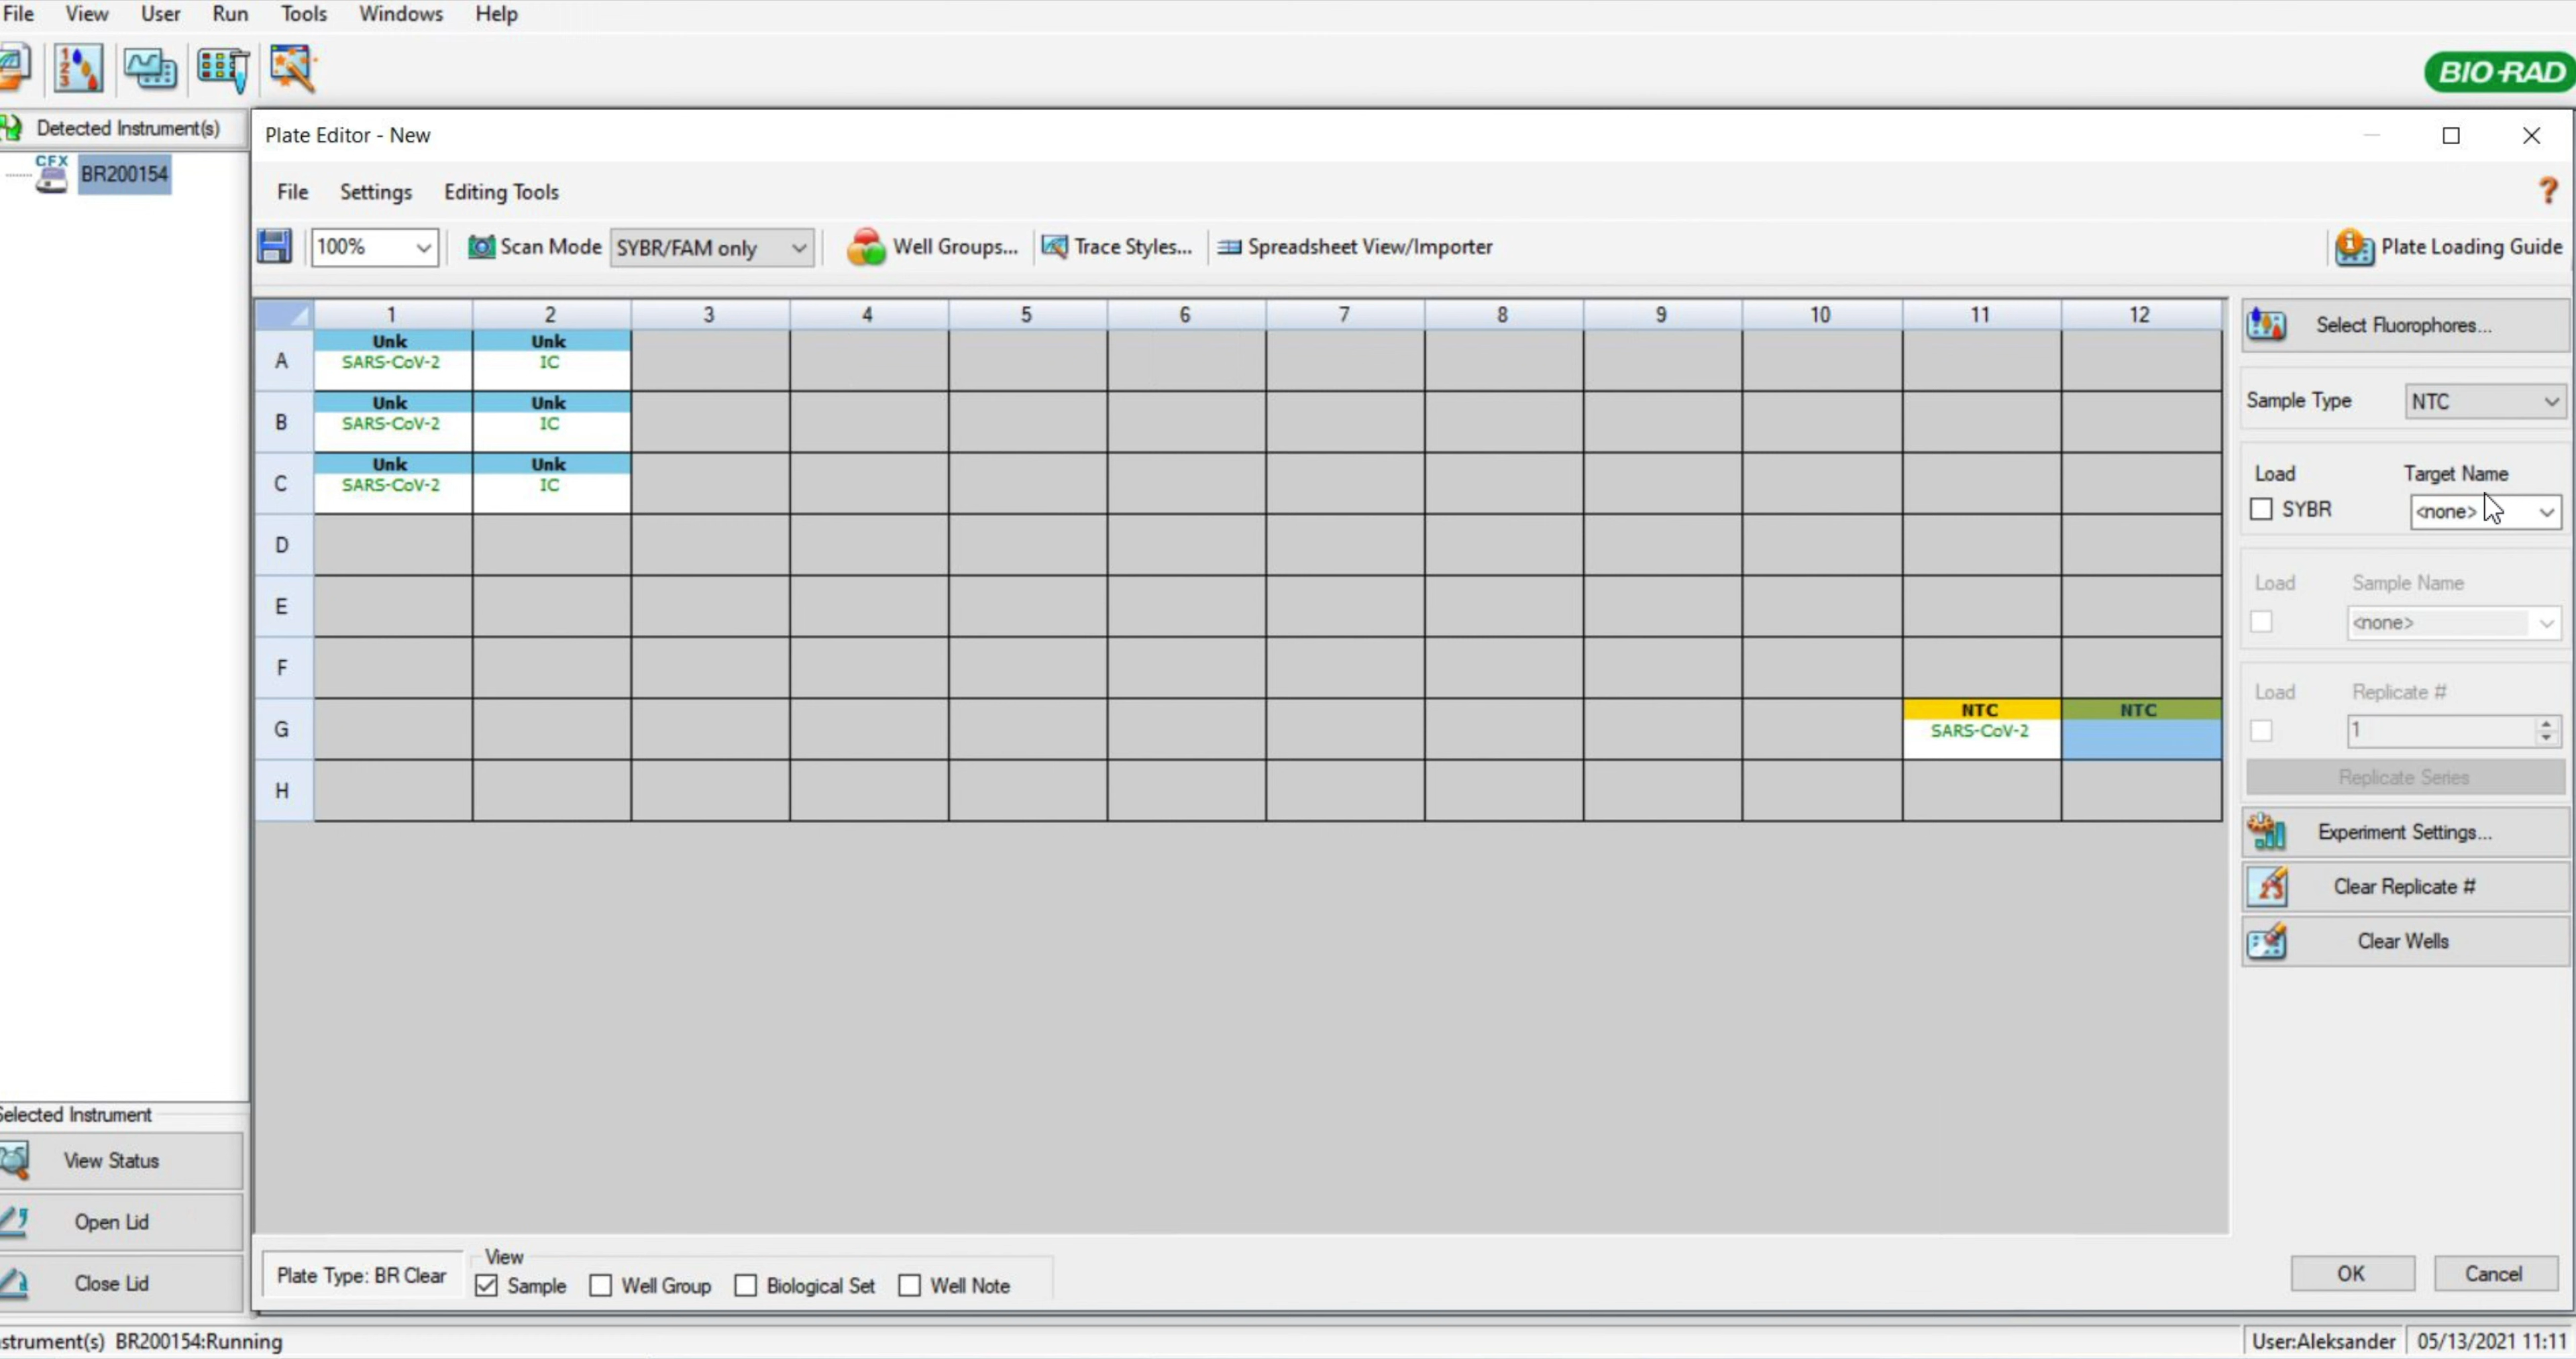 File View User Run Tools Windows Help
BIO-RAD
Detected Instrument(s)
CFX
BR200154
Plate Editor - New
File Settings Editing Tools
?
100% Scan Mode SYBR/FAM only Well Groups... Trace Styles... Spreadsheet View/Importer Plate Loading Guide
1 2 3 4 5 6 7 8 9 10 11 12
Unk Unk
A SARS-CoV-2 IC
Unk Unk
B SARS-CoV-2 IC
Unk Unk
C SARS-CoV-2 IC
D
E
F
NTC NTC
G SARS-CoV-2
H
Select Fluorophores...
Sample Type NTC
Load Target Name
SYBR <none>
Load Sample Name
<none>
Load Replicate #
1
Replicate Series
Experiment Settings...
Clear Replicate #
Clear Wells
Selected Instrument
View Status
Open Lid
Close Lid
Plate Type: BR Clear
View
Sample Well Group Biological Set Well Note
OK Cancel
strument(s) BR200154:Running
User:Aleksander 05/13/2021 11:11